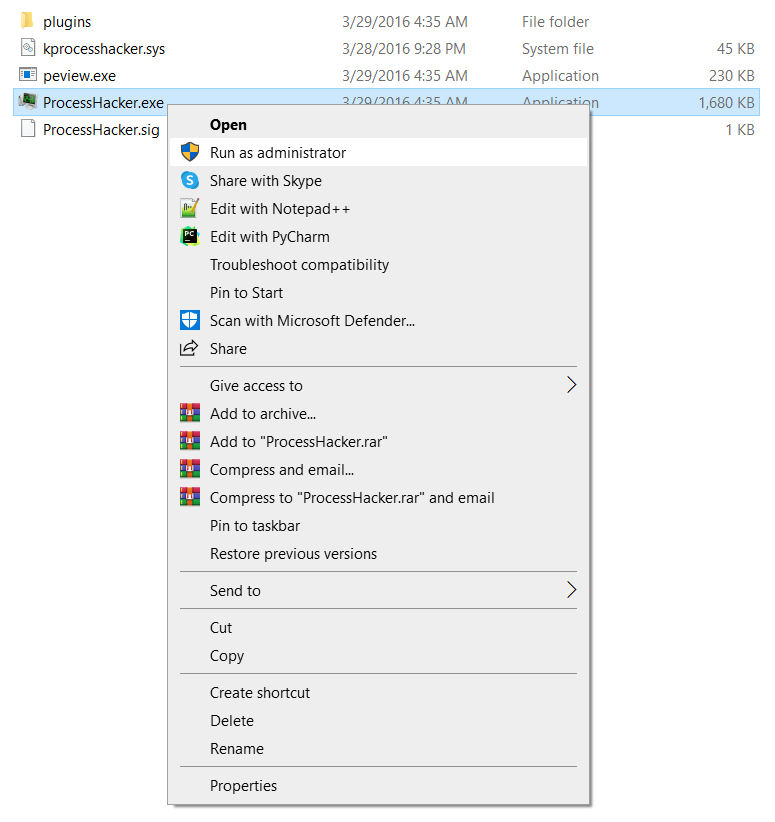 plugins 3/29/2016 4:35 AM File folder
kprocesshacker.sys 3/28/2016 9:28 PM System file 45 KB
peview.exe 3/29/2016 4:35 AM Application 230 KB
ProcessHacker.exe 3/29/2016 4:35 AM Application 1,680 KB
ProcessHacker.sig 1 KB
Open
Run as administrator
Share with Skype
Edit with Notepad++
Edit with PyCharm
Troubleshoot compatibility
Pin to Start
Scan with Microsoft Defender...
Share
Give access to
Add to archive...
Add to "ProcessHacker.rar"
Compress and email...
Compress to "ProcessHacker.rar" and email
Pin to taskbar
Restore previous versions
Send to
Cut
Copy
Create shortcut
Delete
Rename
Properties